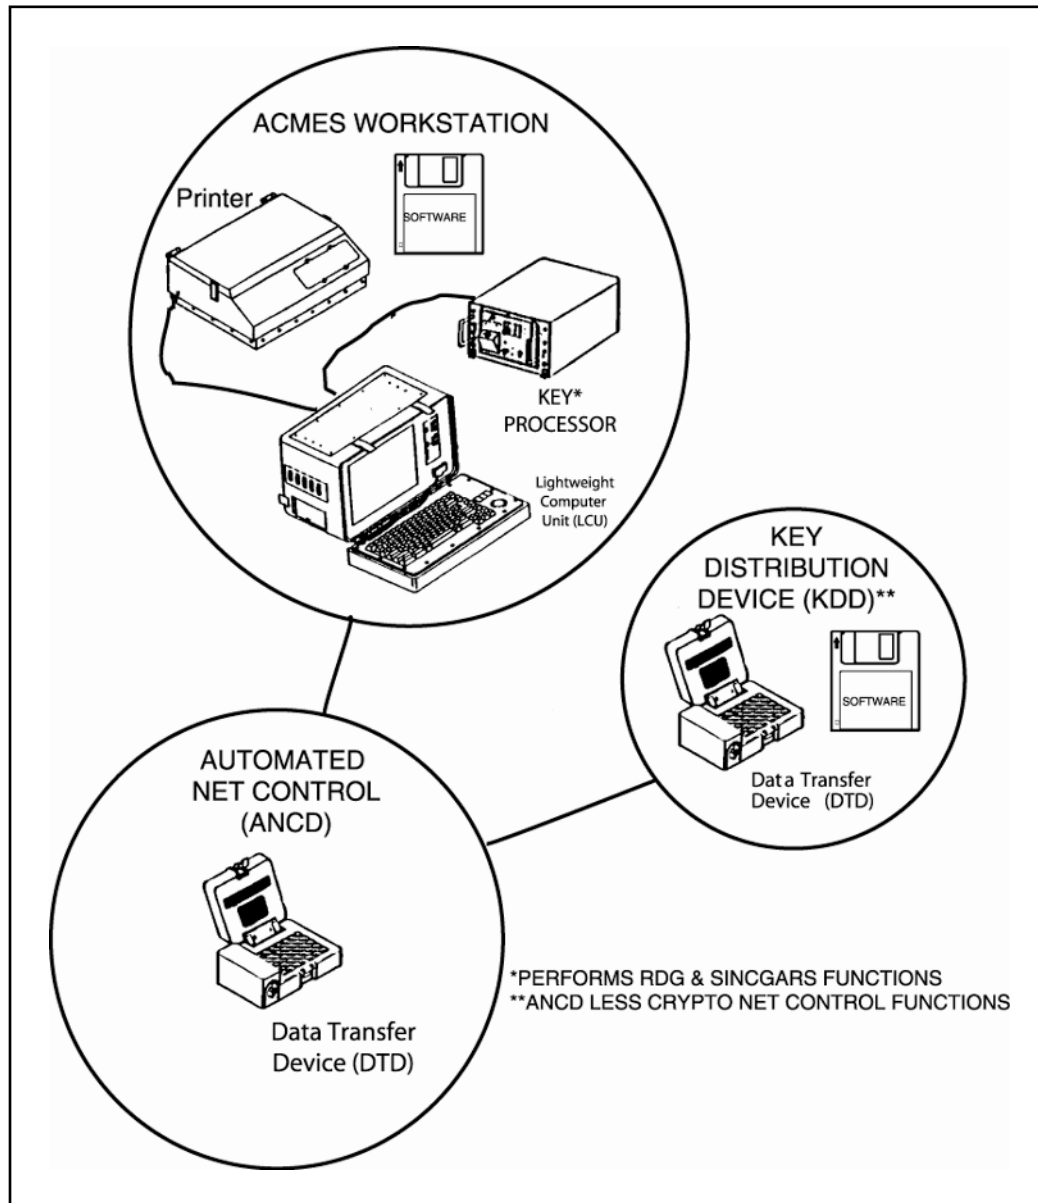 ACMES WORKSTATION
Printer
SOFTWARE
KEY*
PROCESSOR
Lightweight
Computer
Unit (LCU)
KEY
DISTRIBUTION
DEVICE (KDD)**
SOFTWARE
Data Transfer
Device (DTD)
AUTOMATED
NET CONTROL
(ANCD)
Data Transfer
Device (DTD)
*PERFORMS RDG & SINCGARS FUNCTIONS
**ANCD LESS CRYPTO NET CONTROL FUNCTIONS